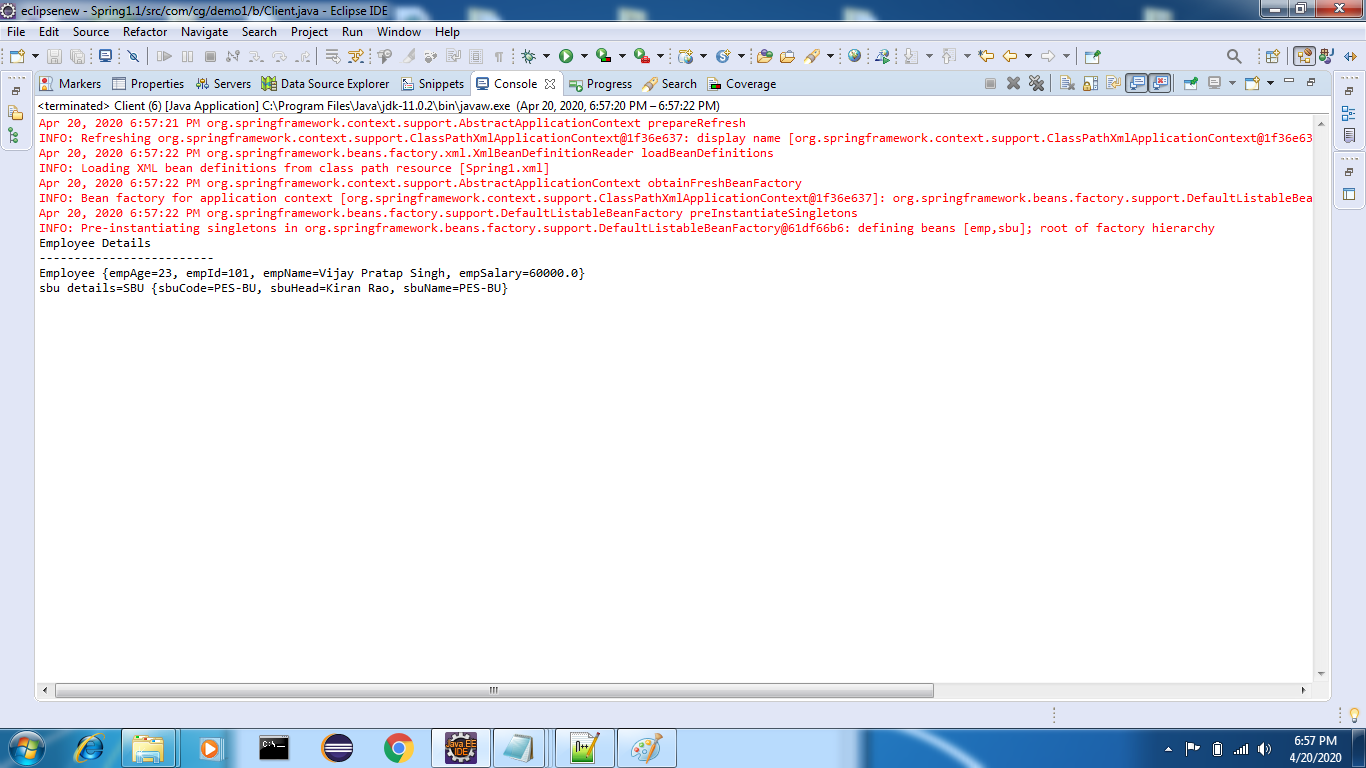 eclipsenew - Spring1.1/src/com/cg/demo1/b/Client.java - Eclipse IDE
File Edit Source Refactor Navigate Search Project Run Window Help
Markers Properties Servers Data Source Explorer Snippets Console Progress Search Coverage
<terminated> Client (6) [Java Application] C:\Program Files\Java\jdk-11.0.2\bin\javaw.exe (Apr 20, 2020, 6:57:20 PM – 6:57:22 PM)
Apr 20, 2020 6:57:21 PM org.springframework.context.support.AbstractApplicationContext prepareRefresh
INFO: Refreshing org.springframework.context.support.ClassPathXmlApplicationContext@1f36e637: display name [org.springframework.context.support.ClassPathXmlApplicationContext@1f36e63
Apr 20, 2020 6:57:22 PM org.springframework.beans.factory.xml.XmlBeanDefinitionReader loadBeanDefinitions
INFO: Loading XML bean definitions from class path resource [Spring1.xml]
Apr 20, 2020 6:57:22 PM org.springframework.context.support.AbstractApplicationContext obtainFreshBeanFactory
INFO: Bean factory for application context [org.springframework.context.support.ClassPathXmlApplicationContext@1f36e637]: org.springframework.beans.factory.support.DefaultListableBea
Apr 20, 2020 6:57:22 PM org.springframework.beans.factory.support.DefaultListableBeanFactory preInstantiateSingletons
INFO: Pre-instantiating singletons in org.springframework.beans.factory.support.DefaultListableBeanFactory@61df66b6: defining beans [emp,sbu]; root of factory hierarchy
Employee Details
-------------------------
Employee {empAge=23, empId=101, empName=Vijay Pratap Singh, empSalary=60000.0}
sbu details=SBU {sbuCode=PES-BU, sbuHead=Kiran Rao, sbuName=PES-BU}
C:\
Java EE
IDE
6:57 PM
4/20/2020